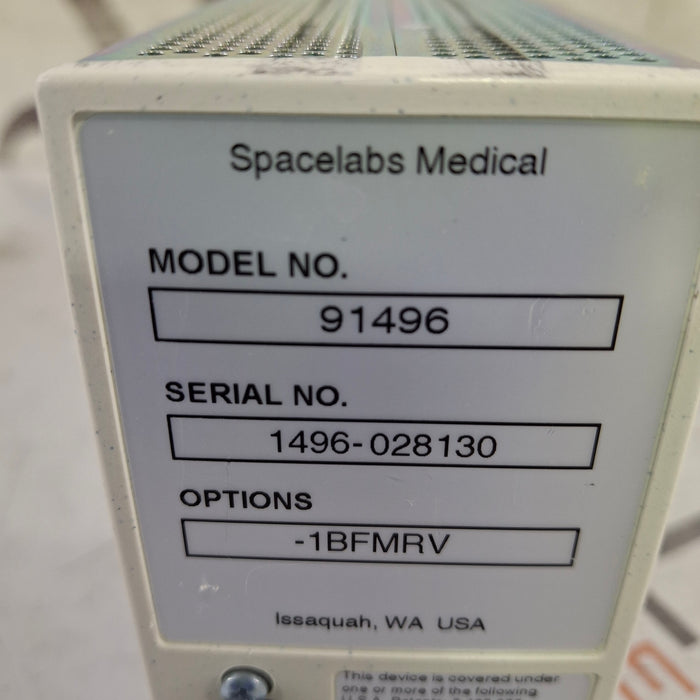 Spacelabs Medical
MODEL NO.
91496
SERIAL NO.
1496-028130
OPTIONS
-1BFMRV
Issaquah, WA USA
This device is covered under
one or more of the following
U.S.A. Patents